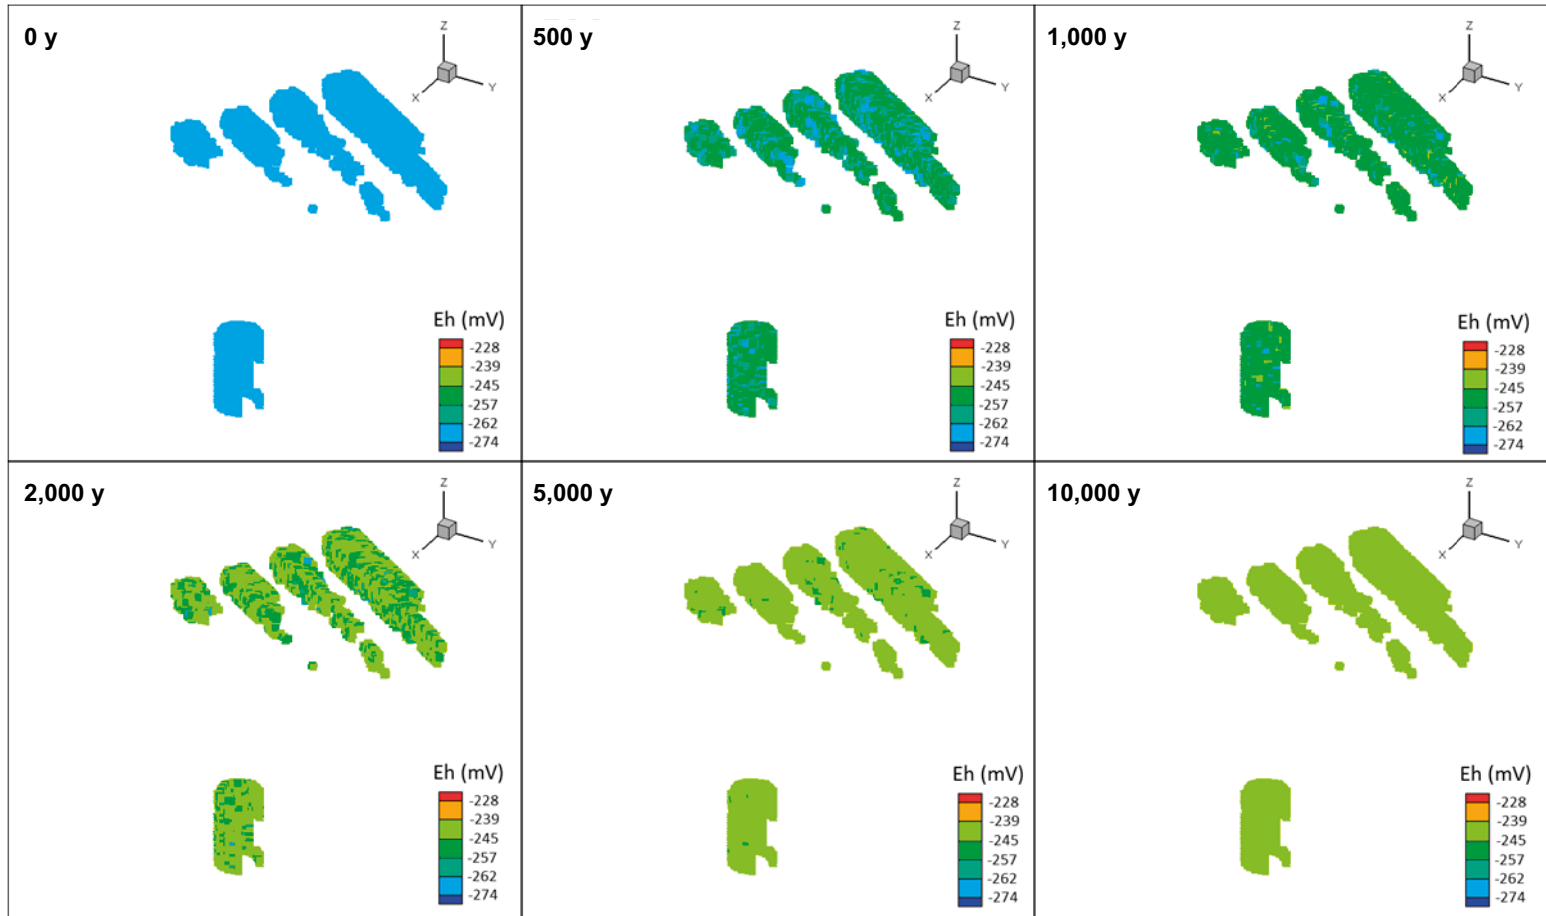 0 y
Z
X
Y
Eh (mV)
-228
-239
-245
-257
-262
-274
500 y
Z
X
Y
Eh (mV)
-228
-239
-245
-257
-262
-274
1,000 y
Z
X
Y
Eh (mV)
-228
-239
-245
-257
-262
-274
2,000 y
Z
X
Y
Eh (mV)
-228
-239
-245
-257
-262
-274
5,000 y
Z
X
Y
Eh (mV)
-228
-239
-245
-257
-262
-274
10,000 y
Z
X
Y
Eh (mV)
-228
-239
-245
-257
-262
-274